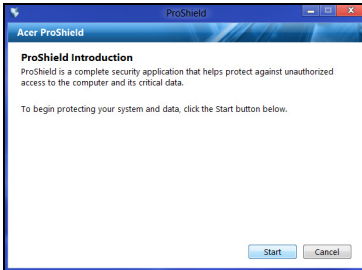 ProShield
Acer ProShield
ProShield Introduction
ProShield is a complete security application that helps protect against unauthorized
access to the computer and its critical data.
To begin protecting your system and data, click the Start button below.
Start Cancel